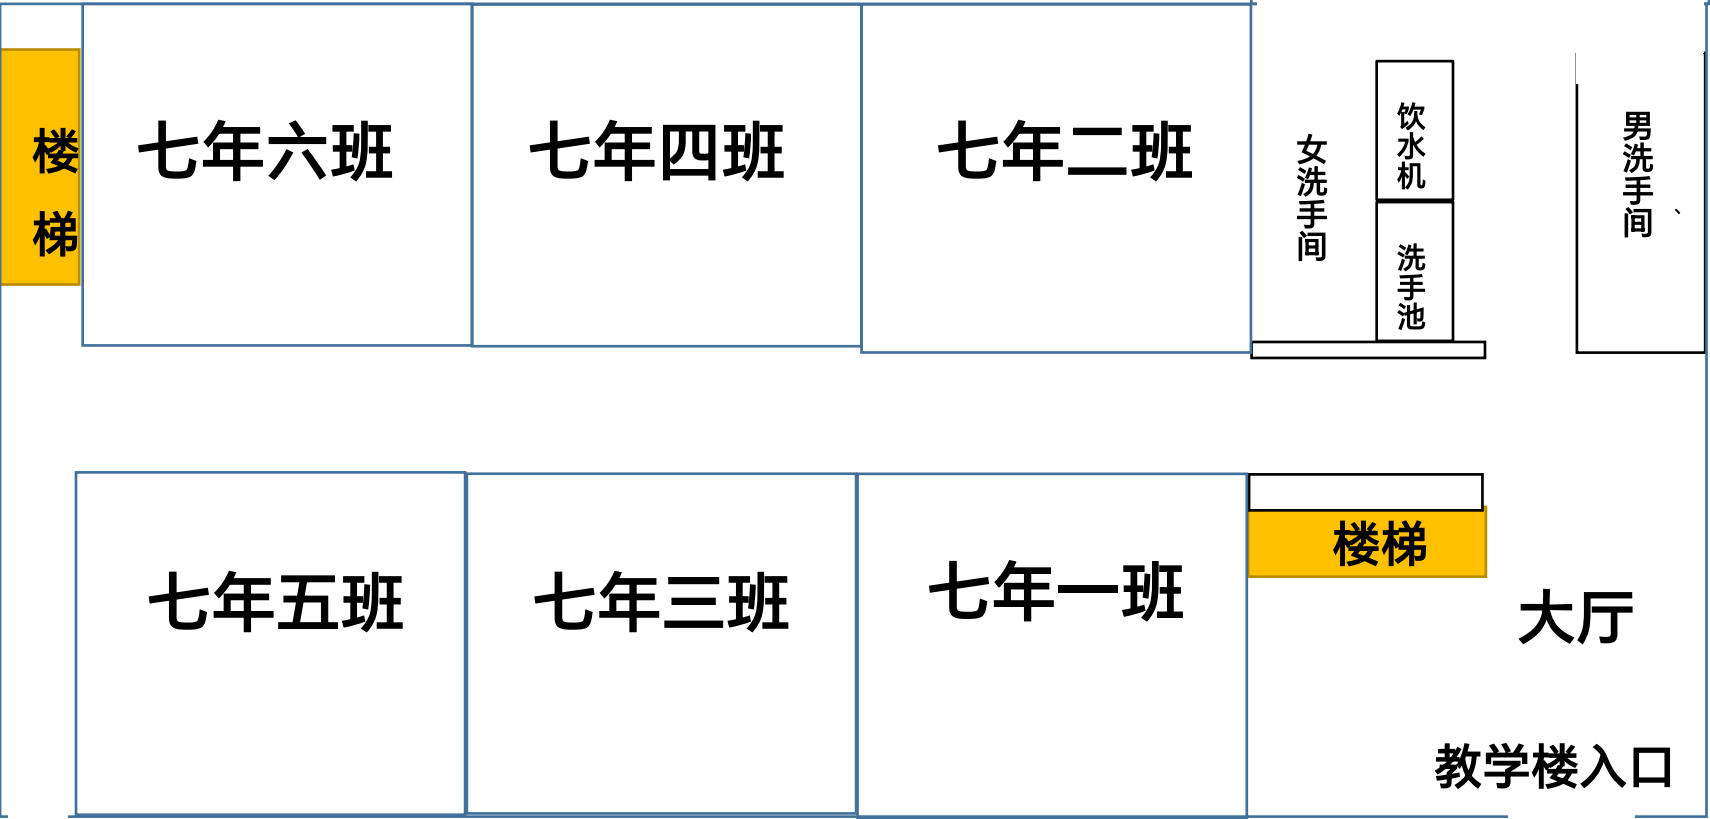 楼梯
七年六班
七年四班
七年二班
女洗手间
饮水机
洗手池
男洗手间
、
七年五班
七年三班
七年一班
楼梯
大厅
教学楼入口